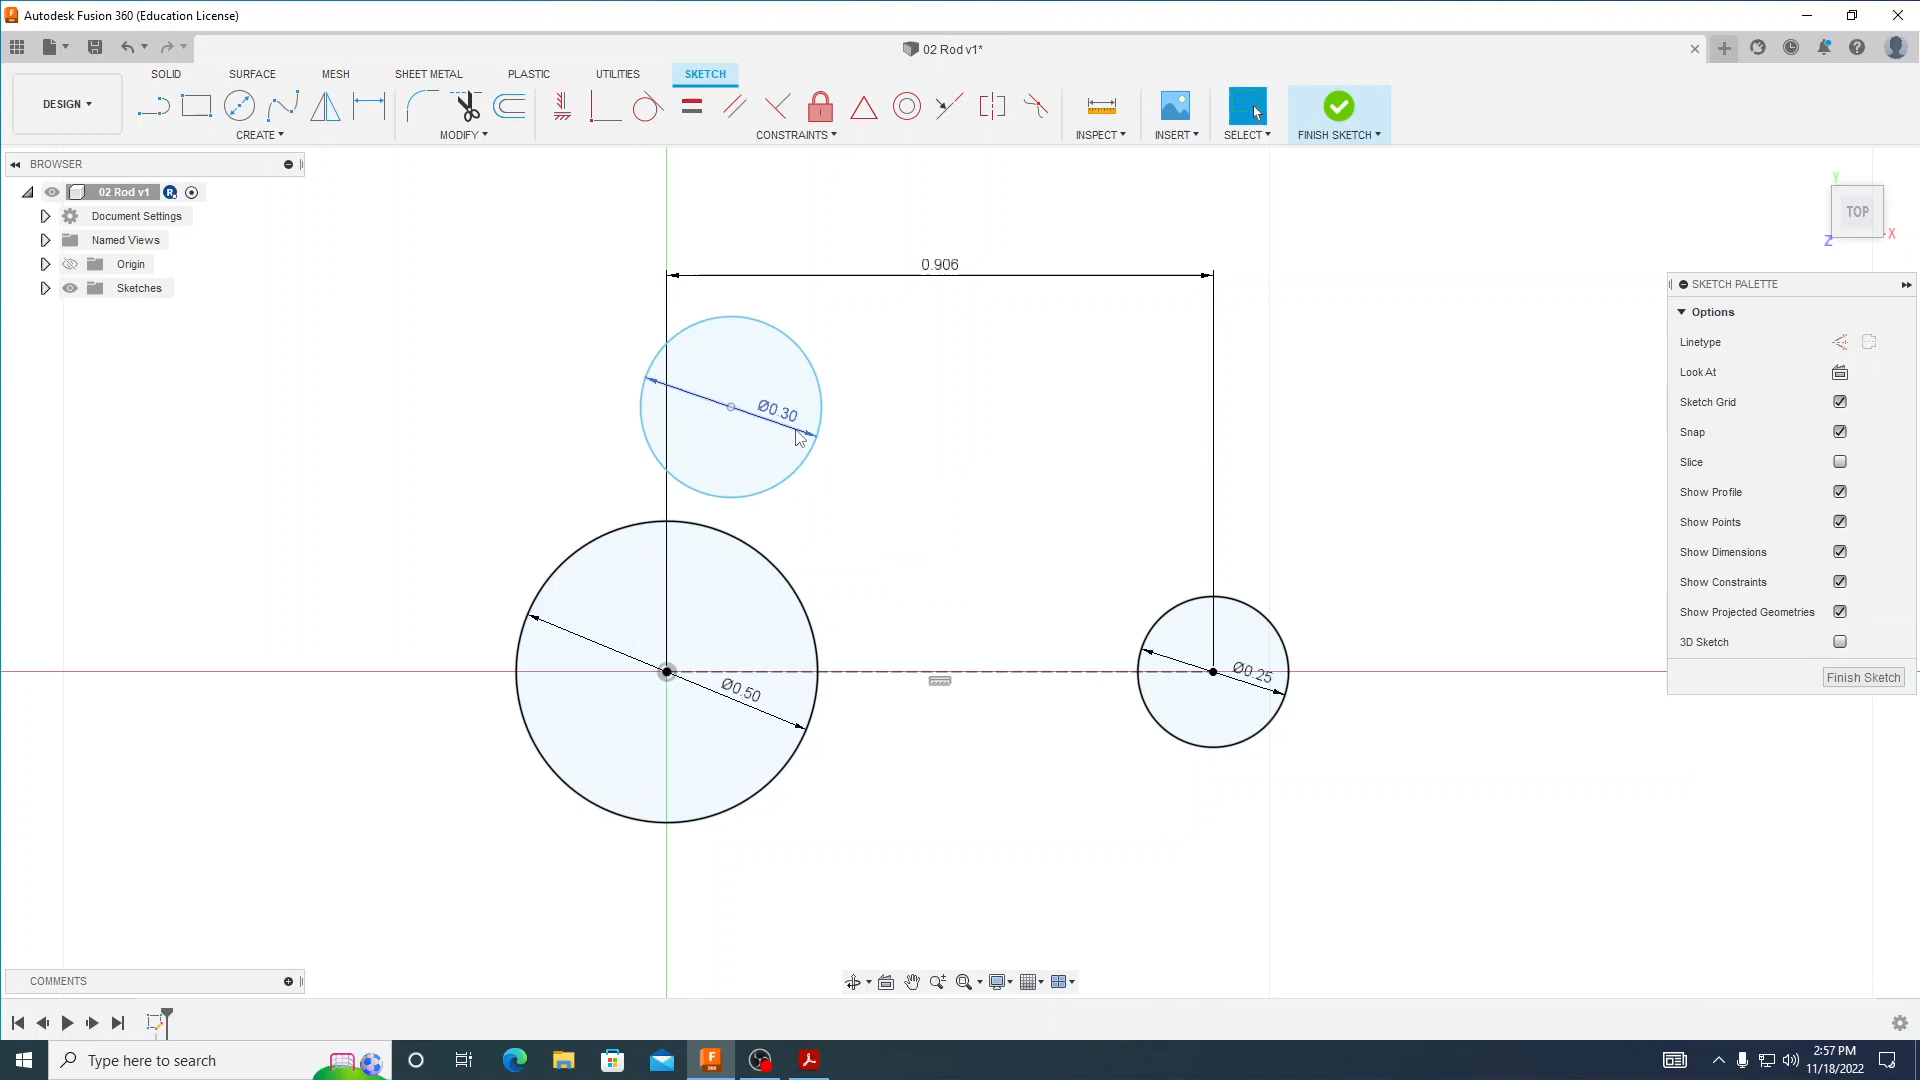 Autodesk Fusion 360 (Education License)
02 Rod v1*
DESIGN
SOLID SURFACE MESH SHEET METAL PLASTIC UTILITIES SKETCH
CREATE MODIFY CONSTRAINTS INSPECT INSERT SELECT FINISH SKETCH
BROWSER
02 Rod v1
Document Settings
Named Views
Origin
Sketches
0.906
Ø0.30
Ø0.50
Ø0.25
Y
TOP
X
Z
SKETCH PALETTE
Options
Linetype
Look At
Sketch Grid
Snap
Slice
Show Profile
Show Points
Show Dimensions
Show Constraints
Show Projected Geometries
3D Sketch
Finish Sketch
COMMENTS
Type here to search
2:57 PM
11/18/2022